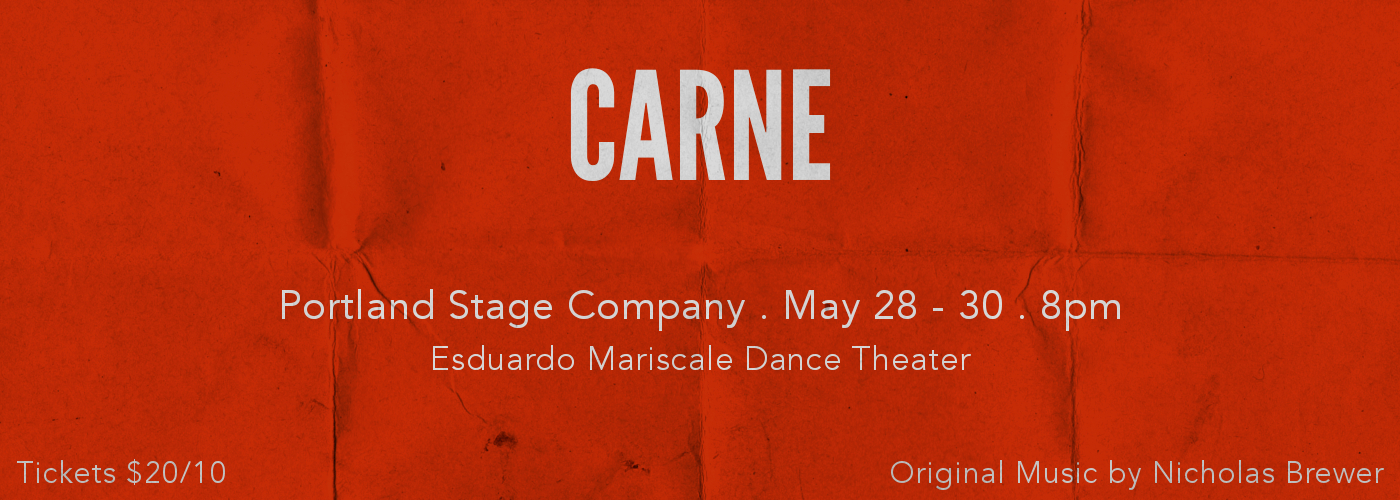 CARNE
Portland Stage Company . May 28 - 30 . 8pm
Esduardo Mariscale Dance Theater
Tickets $20/10
Original Music by Nicholas Brewer